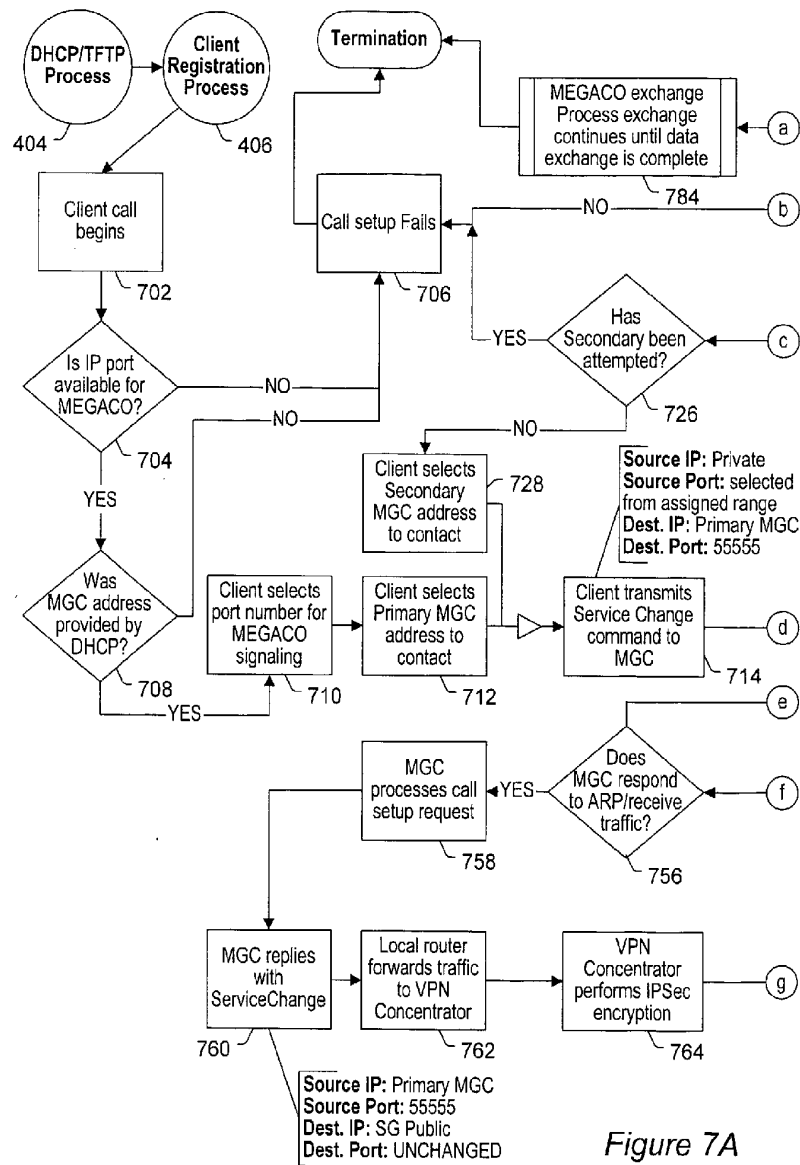 DHCP/TFTP
Process
404
Client
Registration
Process
406
Termination
MEGACO exchange
Process exchange
continues until data
exchange is complete
784
a
Client call
begins
702
Call setup Fails
706
NO
b
Has
Secondary been
attempted?
726
YES
c
NO
Is IP port
available for
MEGACO?
704
NO
YES
NO
Client selects
Secondary
MGC address
to contact
728
Source IP: Private
Source Port: selected
from assigned range
Dest. IP: Primary MGC
Dest. Port: 55555
Was
MGC address
provided by
DHCP?
708
YES
Client selects
port number for
MEGACO
signaling
710
Client selects
Primary MGC
address to
contact
712
Client transmits
Service Change
command to
MGC
714
d
e
MGC
processes call
setup request
758
YES
Does
MGC respond
to ARP/receive
traffic?
756
f
MGC replies
with
ServiceChange
760
Local router
forwards traffic
to VPN
Concentrator
762
VPN
Concentrator
performs IPSec
encryption
764
g
Source IP: Primary MGC
Source Port: 55555
Dest. IP: SG Public
Dest. Port: UNCHANGED
Figure 7A